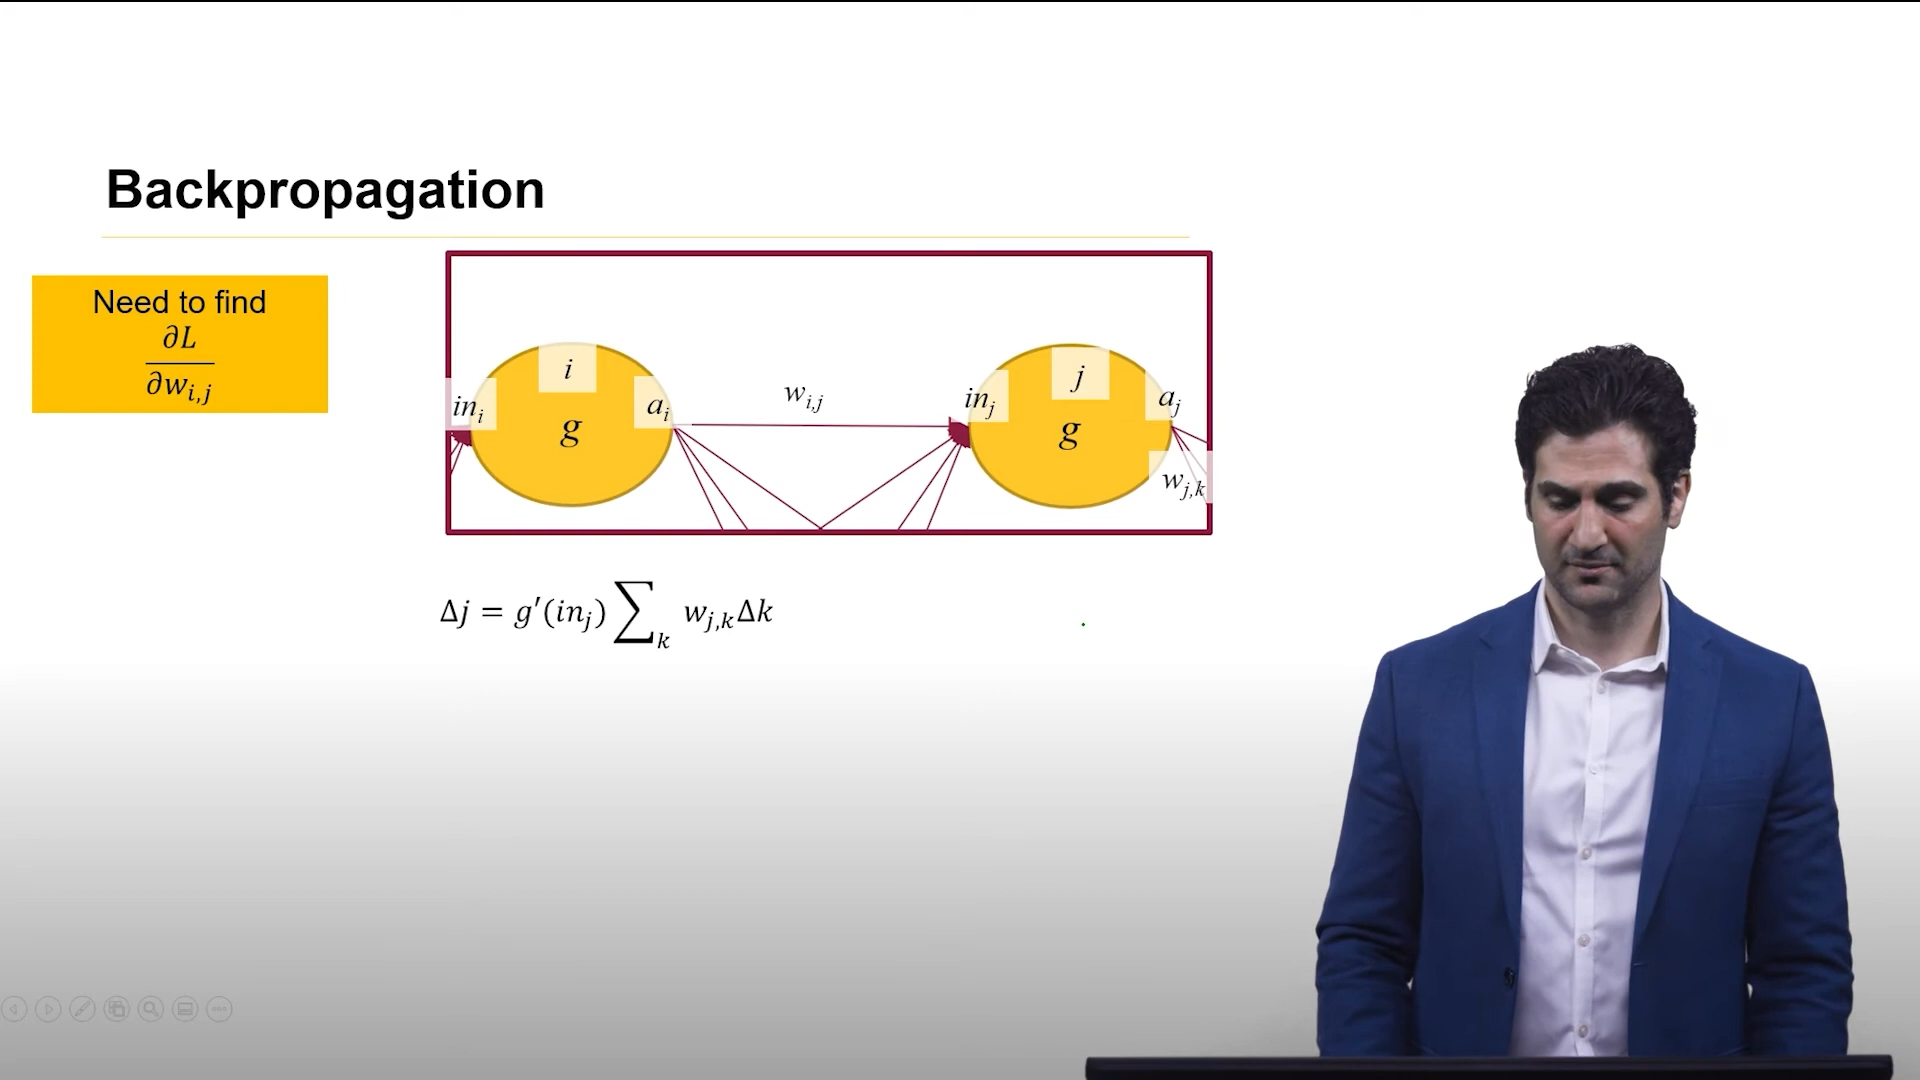 Backpropagation
Need to find
∂L
∂w_{i,j}
i
j
in_i
a_i
w_{i,j}
in_j
a_j
g
g
w_{j,k}
Δj = g′(in_j) ∑_k w_{j,k}Δk